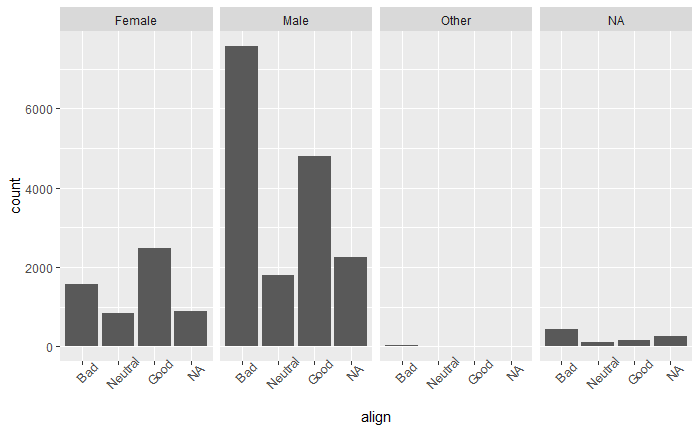 Female Male Other NA
6000
4000
2000
0
count
Bad Neutral Good NA Bad Neutral Good NA Bad Neutral Good NA Bad Neutral Good NA
align